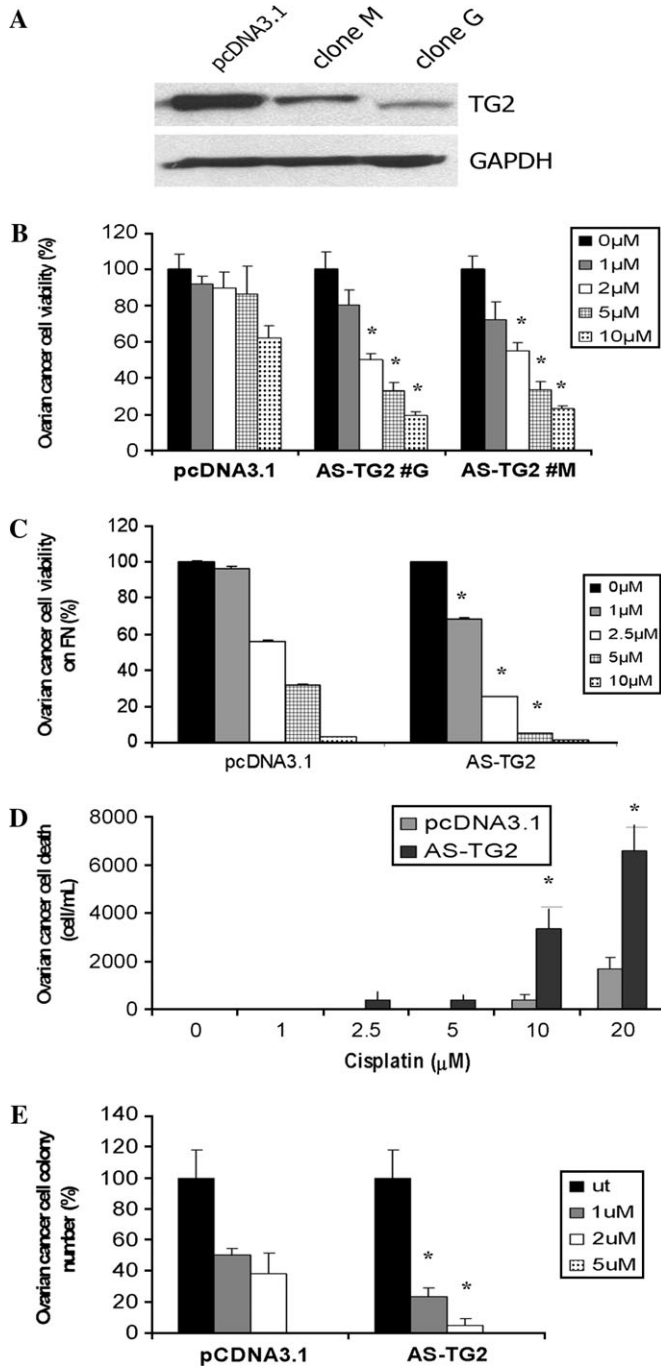 A
pcDNA3.1
clone M
clone G
TG2
GAPDH
B
Ovarian cancer cell viability (%)
120
100
80
60
40
20
0
* * *
* * *
pcDNA3.1
AS-TG2 #G
AS-TG2 #M
0µM
1µM
2µM
5µM
10µM
C
Ovarian cancer cell viability
on FN (%)
120
100
80
60
40
20
0
* * *
pcDNA3.1
AS-TG2
0µM
1µM
2.5µM
5µM
10µM
D
Ovarian cancer cell death
(cell/mL)
8000
6000
4000
2000
0
pcDNA3.1
AS-TG2
*
*
0 1 2.5 5 10 20
Cisplatin (µM)
E
Ovarian cancer cell colony
number (%)
140
120
100
80
60
40
20
0
* *
pCDNA3.1
AS-TG2
ut
1uM
2uM
5uM